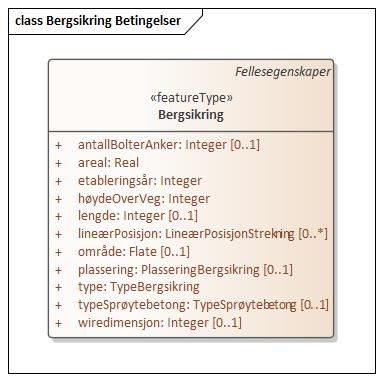 class Bergsikring Betingelser
Fellesegenskaper
«featureType»
Bergsikring
+ antallBolterAnker: Integer [0..1]
+ areal: Real
+ etableringsår: Integer
+ høydeOverVeg: Integer
+ lengde: Integer [0..1]
+ lineærPosisjon: LineærPosisjonStrekning [0..*]
+ område: Flate [0..1]
+ plassering: PlasseringBergsikring [0..1]
+ type: TypeBergsikring
+ typeSprøytebetong: TypeSprøytebetong [0..1]
+ wiredimensjon: Integer [0..1]